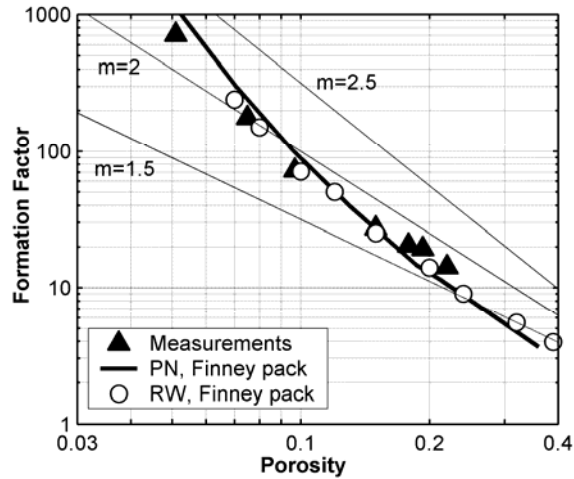 1000
m=2
m=2.5
100
m=1.5
Formation Factor
10
Measurements
PN, Finney pack
RW, Finney pack
1
0.03
0.1
0.2
0.4
Porosity